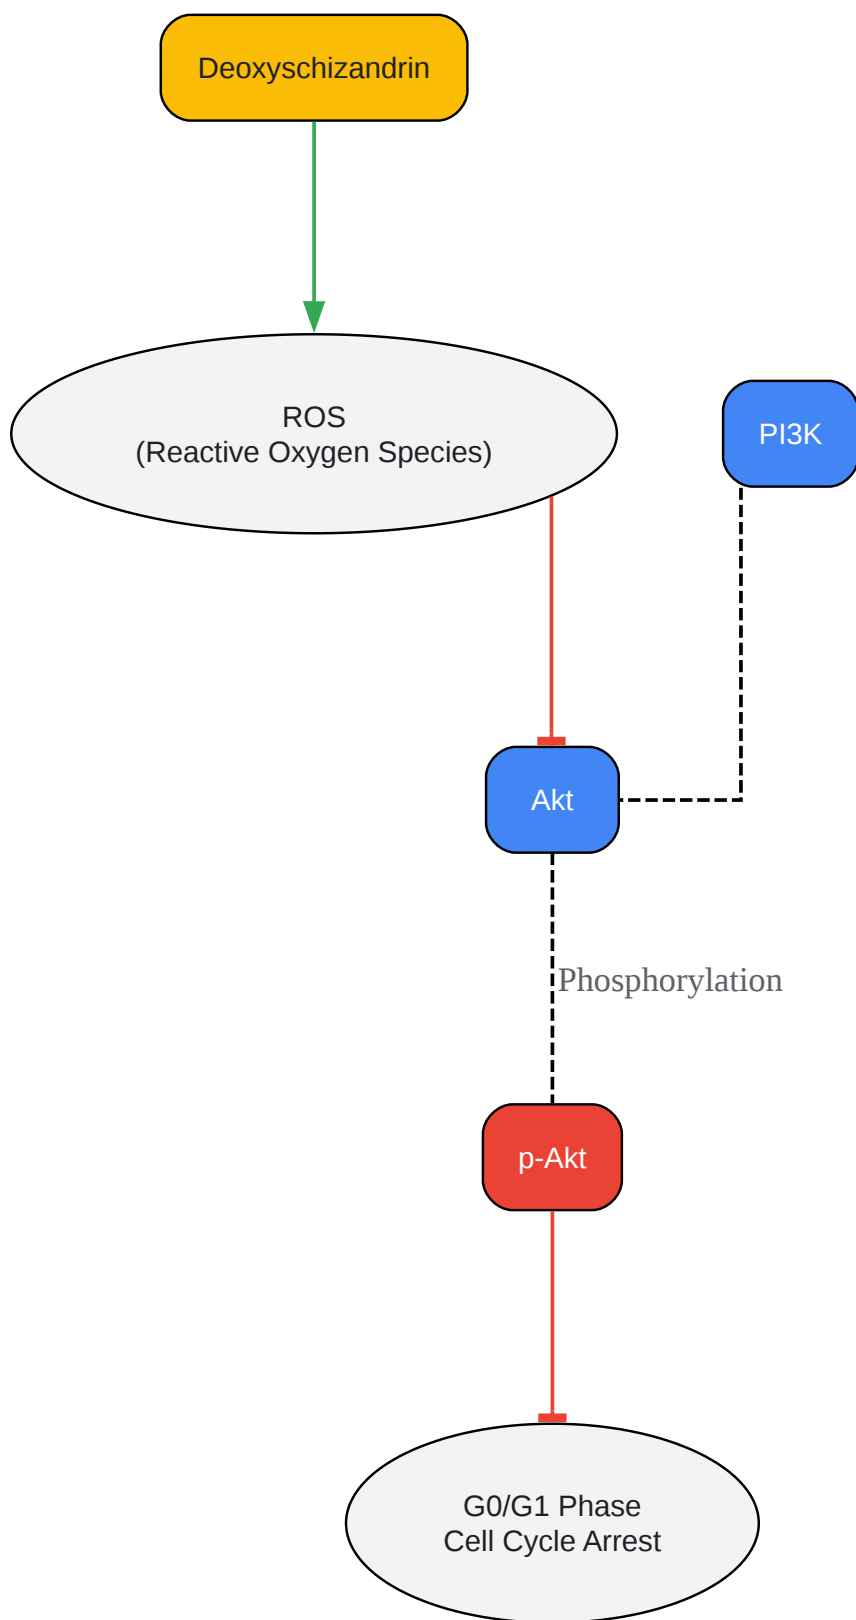 Deoxyschizandrin
ROS
(Reactive Oxygen Species)
PI3K
Akt
Phosphorylation
p-Akt
G0/G1 Phase
Cell Cycle Arrest